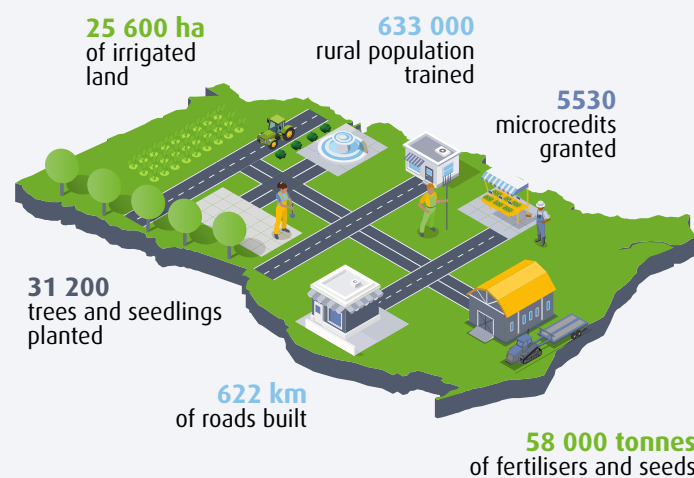 25 600 ha
of irrigated
land
633 000
rural population
trained
5530
microcredits
granted
31 200
trees and seedlings
planted
622 km
of roads built
58 000 tonnes
of fertilisers and seeds